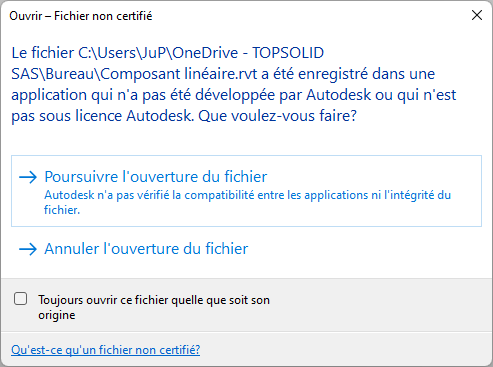 Ouvrir – Fichier non certifié
Le fichier C:\Users\JuP\OneDrive - TOPSOLID
SAS\Bureau\Composant linéaire.rvt a été enregistré dans une
application qui n'a pas été développée par Autodesk ou qui n'est
pas sous licence Autodesk. Que voulez-vous faire?
Poursuivre l'ouverture du fichier
Autodesk n'a pas vérifié la compatibilité entre les applications ni l'intégrité du
fichier.
Annuler l'ouverture du fichier
Toujours ouvrir ce fichier quelle que soit son
origine
Qu'est-ce qu'un fichier non certifié?